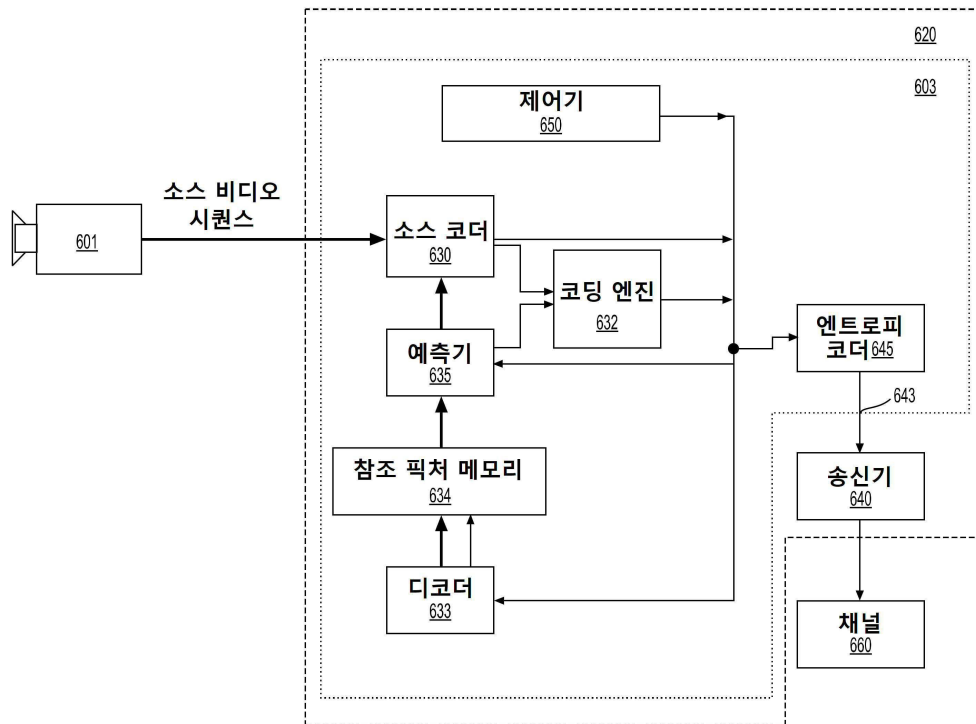 620
603
제어기
650
소스 비디오
시퀀스
601
소스 코더
630
코딩 엔진
632
엔트로피
코더 645
예측기
635
643
참조 픽처 메모리
634
송신기
640
디코더
633
채널
660